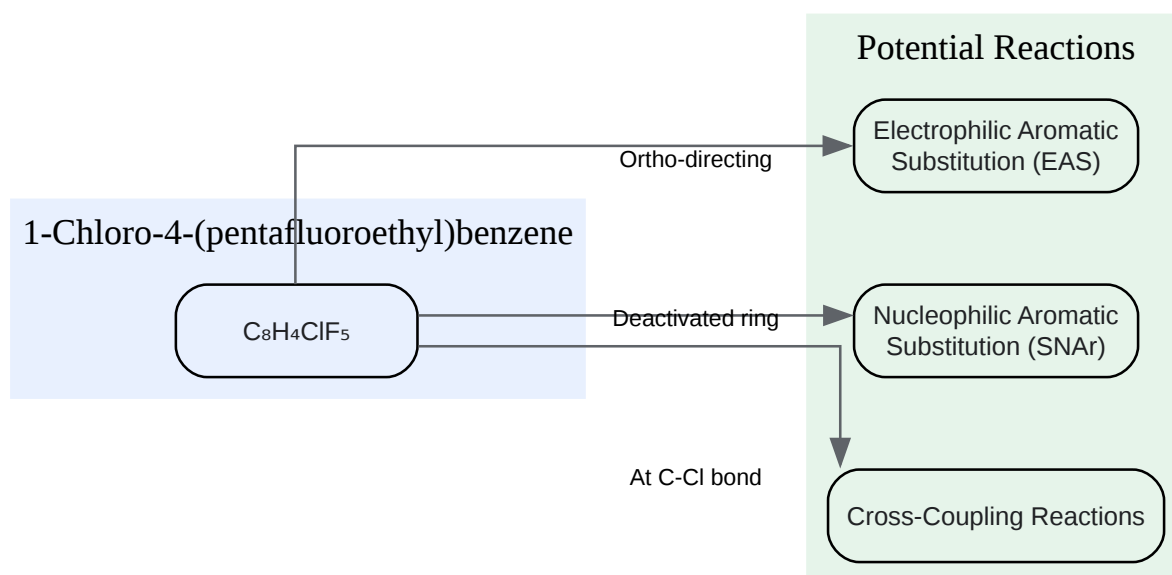 Potential Reactions
Electrophilic Aromatic
Substitution (EAS)
Ortho-directing
1-Chloro-4-(pentafluoroethyl)benzene
C₈H₄ClF₅
Deactivated ring
Nucleophilic Aromatic
Substitution (SNAr)
At C-Cl bond
Cross-Coupling Reactions